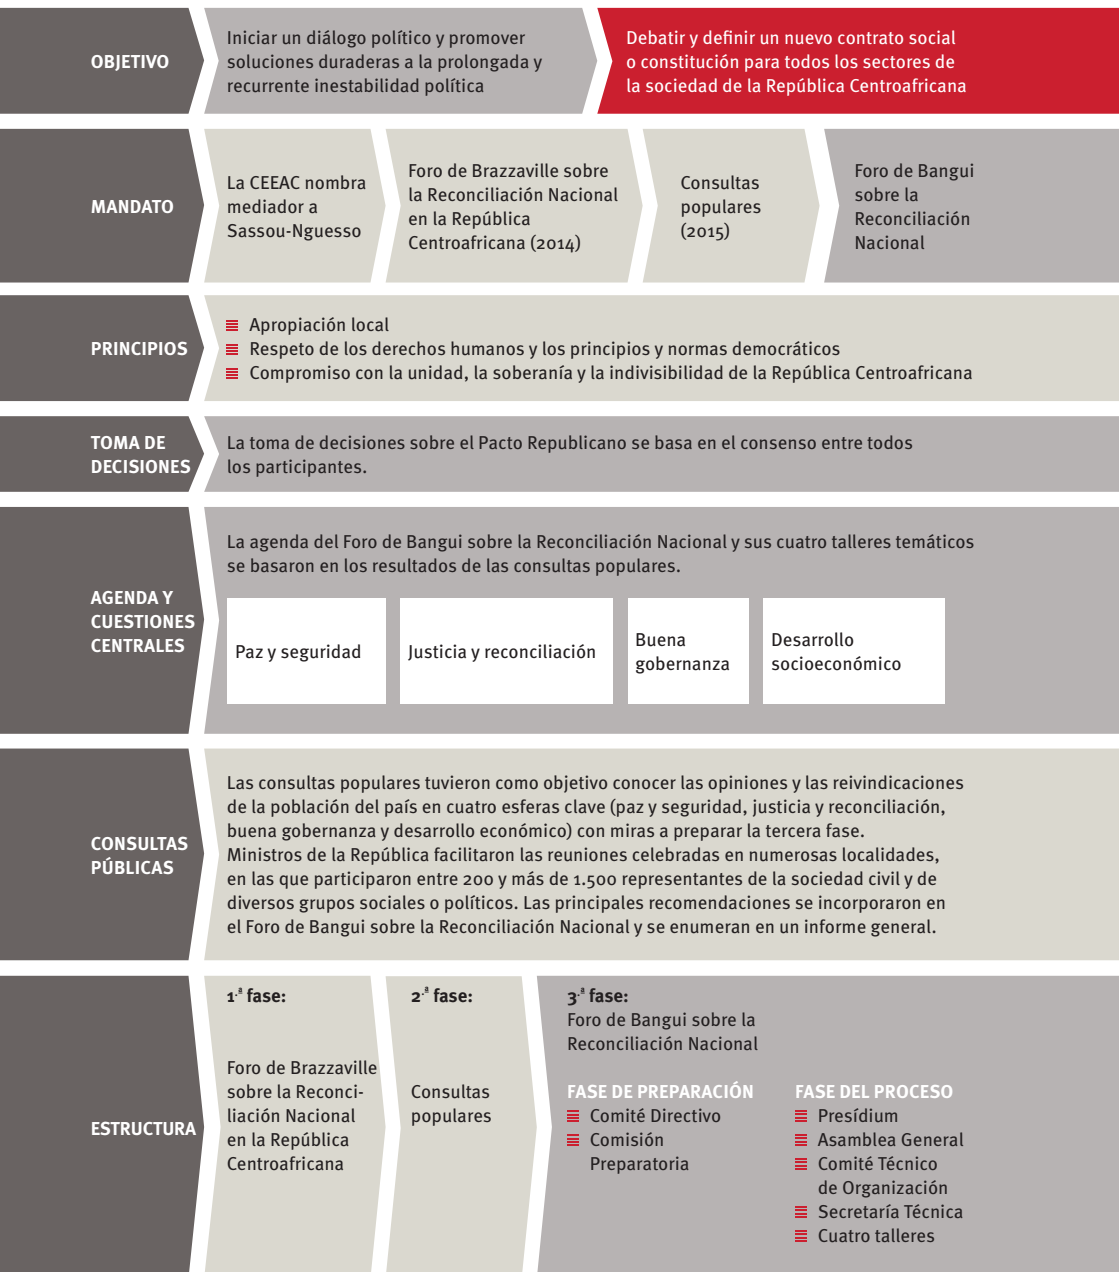 OBJETIVO
Iniciar un diálogo político y promover
soluciones duraderas a la prolongada y
recurrente inestabilidad política
Debatir y definir un nuevo contrato social
o constitución para todos los sectores de
la sociedad de la República Centroafricana
MANDATO
La CEEAC nombra
mediador a
Sassou-Nguesso
Foro de Brazzaville sobre
la Reconciliación Nacional
en la República
Centroafricana (2014)
Consultas
populares
(2015)
Foro de Bangui
sobre la
Reconciliación
Nacional
PRINCIPIOS
Apropiación local
Respeto de los derechos humanos y los principios y normas democráticos
Compromiso con la unidad, la soberanía y la indivisibilidad de la República Centroafricana
TOMA DE
DECISIONES
La toma de decisiones sobre el Pacto Republicano se basa en el consenso entre todos
los participantes.
AGENDA Y
CUESTIONES
CENTRALES
La agenda del Foro de Bangui sobre la Reconciliación Nacional y sus cuatro talleres temáticos
se basaron en los resultados de las consultas populares.
Paz y seguridad
Justicia y reconciliación
Buena
gobernanza
Desarrollo
socioeconómico
CONSULTAS
PÚBLICAS
Las consultas populares tuvieron como objetivo conocer las opiniones y las reivindicaciones
de la población del país en cuatro esferas clave (paz y seguridad, justicia y reconciliación,
buena gobernanza y desarrollo económico) con miras a preparar la tercera fase.
Ministros de la República facilitaron las reuniones celebradas en numerosas localidades,
en las que participaron entre 200 y más de 1.500 representantes de la sociedad civil y de
diversos grupos sociales o políticos. Las principales recomendaciones se incorporaron en
el Foro de Bangui sobre la Reconciliación Nacional y se enumeran en un informe general.
ESTRUCTURA
1.ª fase:
Foro de Brazzaville
sobre la Reconci-
liación Nacional
en la República
Centroafricana
2.ª fase:
Consultas
populares
3.ª fase:
Foro de Bangui sobre la
Reconciliación Nacional
FASE DE PREPARACIÓN
Comité Directivo
Comisión
Preparatoria
FASE DEL PROCESO
Presídium
Asamblea General
Comité Técnico
de Organización
Secretaría Técnica
Cuatro talleres